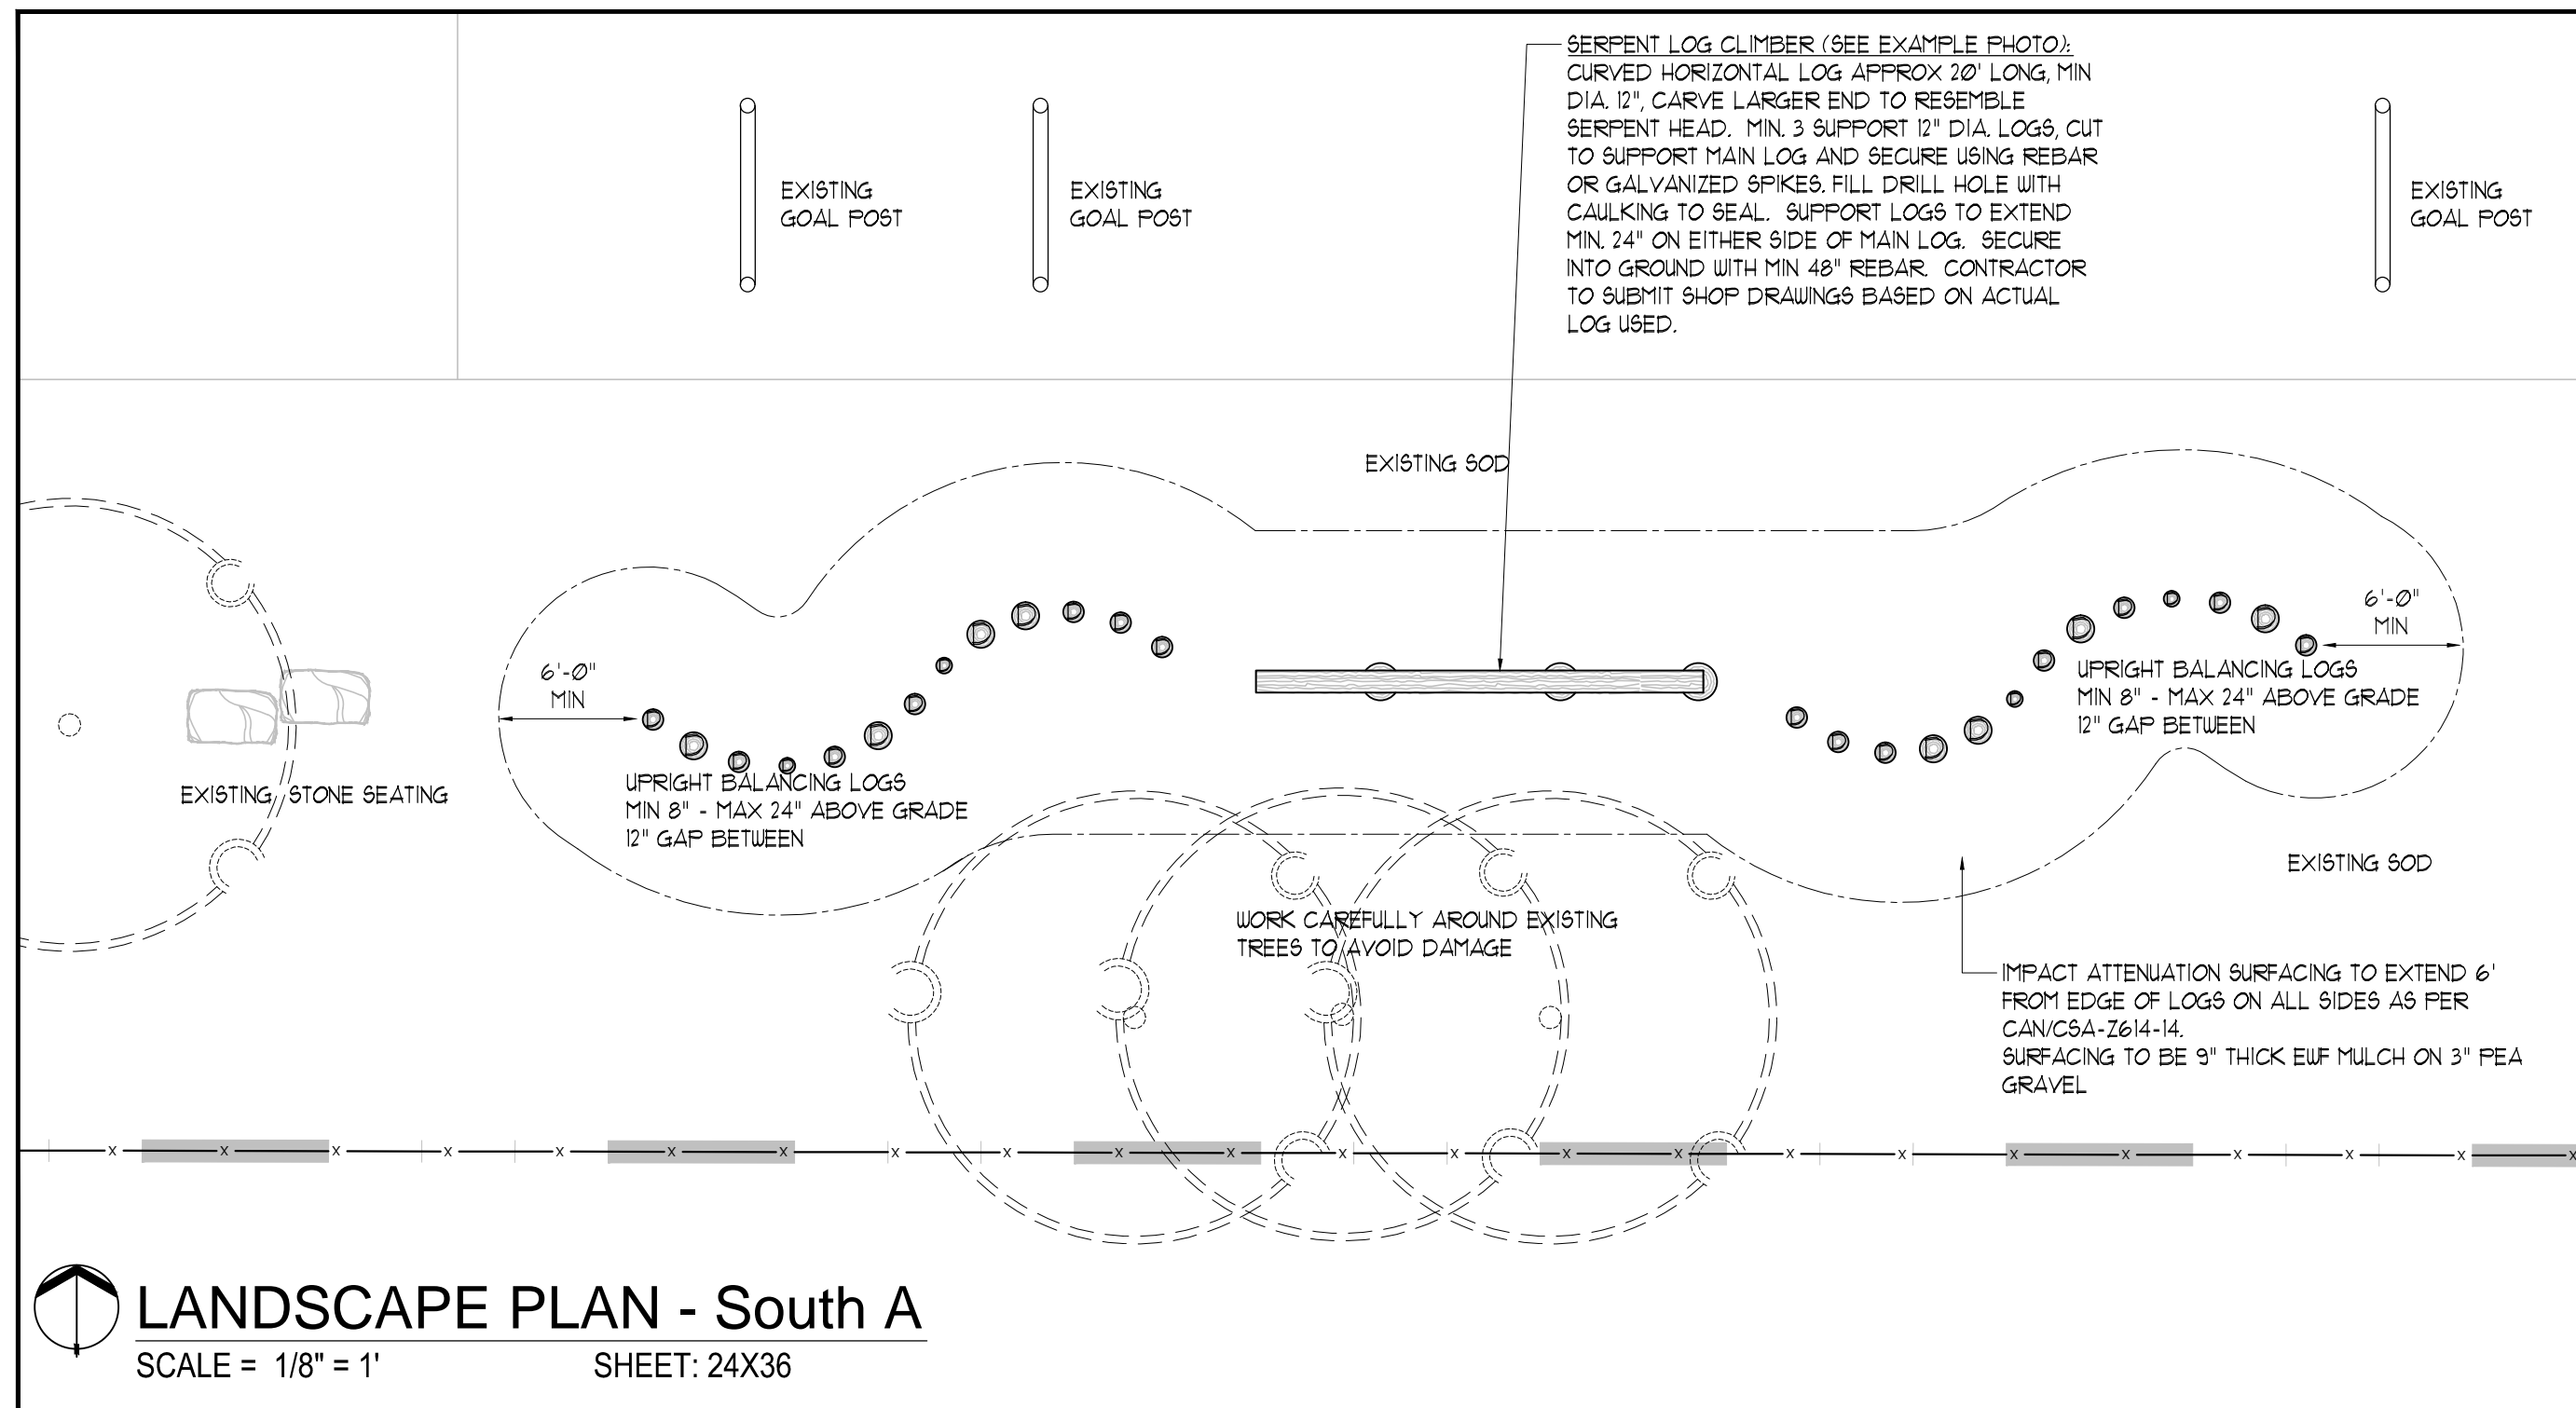 SERPENT LOG CLIMBER (SEE EXAMPLE PHOTO):
CURVED HORIZONTAL LOG APPROX 20' LONG, MIN
DIA. 12", CARVE LARGER END TO RESEMBLE
SERPENT HEAD. MIN. 3 SUPPORT 12" DIA. LOGS, CUT
TO SUPPORT MAIN LOG AND SECURE USING REBAR
OR GALVANIZED SPIKES. FILL DRILL HOLE WITH
CAULKING TO SEAL. SUPPORT LOGS TO EXTEND
MIN. 24" ON EITHER SIDE OF MAIN LOG. SECURE
INTO GROUND WITH MIN 48" REBAR. CONTRACTOR
TO SUBMIT SHOP DRAWINGS BASED ON ACTUAL
LOG USED.
EXISTING
GOAL POST
EXISTING
GOAL POST
EXISTING
GOAL POST
EXISTING SOD
6'-0"
MIN
6'-0"
MIN
UPRIGHT BALANCING LOGS
MIN 8" - MAX 24" ABOVE GRADE
12" GAP BETWEEN
EXISTING STONE SEATING
UPRIGHT BALANCING LOGS
MIN 8" - MAX 24" ABOVE GRADE
12" GAP BETWEEN
EXISTING SOD
WORK CAREFULLY AROUND EXISTING
TREES TO AVOID DAMAGE
IMPACT ATTENUATION SURFACING TO EXTEND 6'
FROM EDGE OF LOGS ON ALL SIDES AS PER
CAN/CSA-Z614-14.
SURFACING TO BE 9" THICK EWF MULCH ON 3" PEA
GRAVEL
X X X X X X X X X X X X X X X X X X X X X X X
LANDSCAPE PLAN - South A
SCALE = 1/8" = 1' SHEET: 24X36